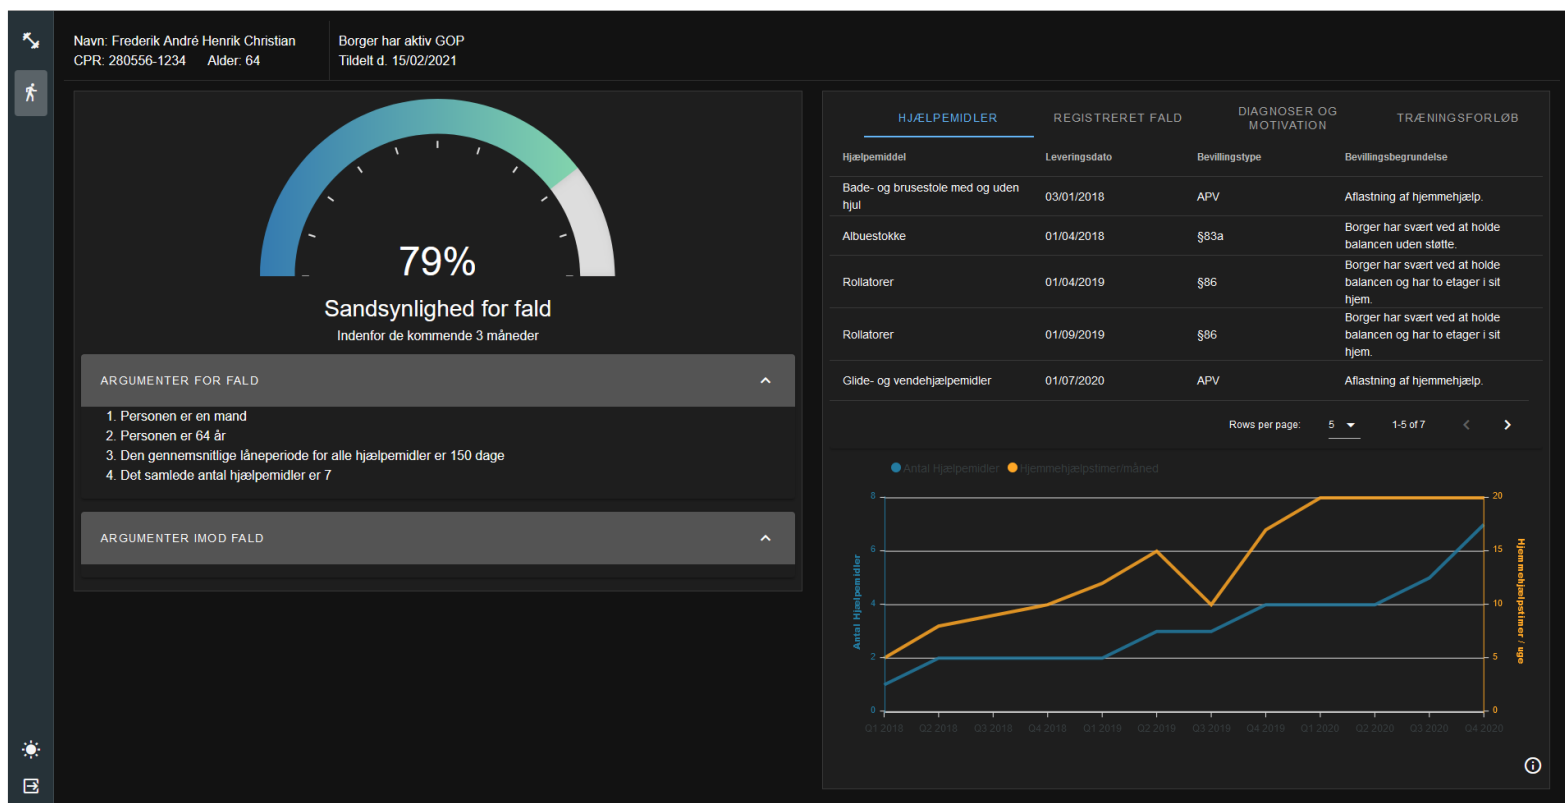 Navn: Frederik André Henrik Christian
CPR: 280556-1234 Alder: 64
Borger har aktiv GOP
Tildelt d. 15/02/2021
79%
Sandsynlighed for fald
Indenfor de kommende 3 måneder
ARGUMENTER FOR FALD
1. Personen er en mand
2. Personen er 64 år
3. Den gennemsnitlige låneperiode for alle hjælpemidler er 150 dage
4. Det samlede antal hjælpemidler er 7
ARGUMENTER IMOD FALD
HJÆLPEMIDLER
REGISTRERET FALD
DIAGNOSER OG
MOTIVATION
TRÆNINGSFORLØB
Hjælpemiddel Leveringsdato Bevillingstype Bevillingsbegrundelse
Bade- og brusestole med og uden
hjul
03/01/2018 APV Aflastning af hjemmehjælp.
Albuestokke 01/04/2018 §83a
Borger har svært ved at holde
balancen uden støtte.
Rollatorer 01/04/2019 §86
Borger har svært ved at holde
balancen og har to etager i sit
hjem.
Rollatorer 01/09/2019 §86
Borger har svært ved at holde
balancen og har to etager i sit
hjem.
Glide- og vendehjælpemidler 01/07/2020 APV Aflastning af hjemmehjælp.
Rows per page: 5 1-5 of 7
Antal Hjælpemidler Hjemmehjælpstimer/måned
8
6
4
2
0
Antal Hjælpemidler
20
15
10
5
0
Hjemmehjælpstimer / uge
Q1 2018 Q2 2018 Q3 2018 Q4 2018 Q1 2019 Q2 2019 Q3 2019 Q4 2019 Q1 2020 Q2 2020 Q3 2020 Q4 2020